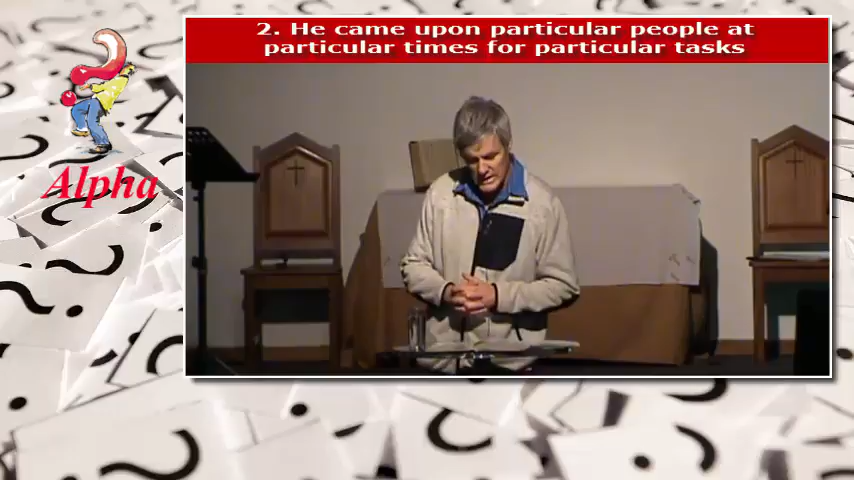 2. He came upon particular people at
particular times for particular tasks
Alpha